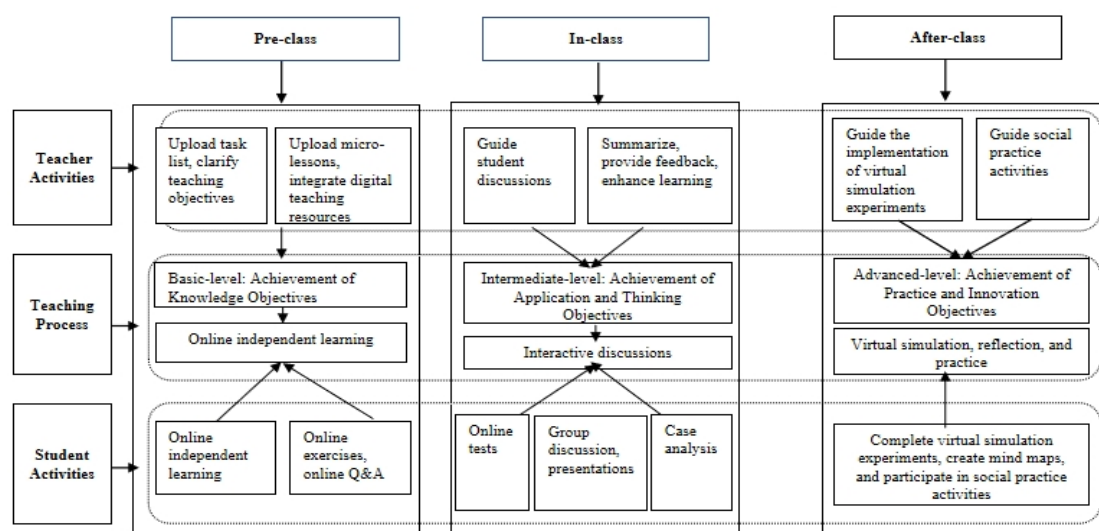 Pre-class
In-class
After-class
Teacher
Activities
Upload task
list, clarify
teaching
objectives
Upload micro-
lessons,
integrate digital
teaching
resources
Guide
student
discussions
Summarize,
provide feedback,
enhance learning
Guide the
implementation
of virtual
simulation
experiments
Guide social
practice
activities
Teaching
Process
Basic-level: Achievement of
Knowledge Objectives
Intermediate-level: Achievement of
Application and Thinking
Objectives
Advanced-level: Achievement of
Practice and Innovation
Objectives
Online independent learning
Interactive discussions
Virtual simulation, reflection, and
practice
Student
Activities
Online
independent
learning
Online
exercises,
online Q&A
Online
tests
Group
discussion,
presentations
Case
analysis
Complete virtual simulation
experiments, create mind maps,
and participate in social practice
activities